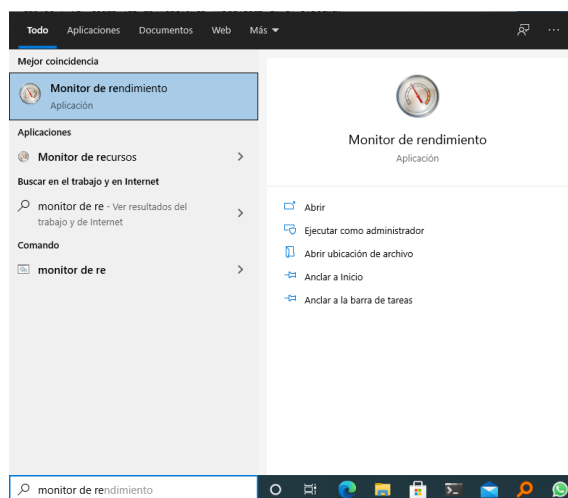 Todo Aplicaciones Documentos Web Más
Mejor coincidencia
Monitor de rendimiento
Aplicación
Aplicaciones
Monitor de recursos
Buscar en el trabajo y en Internet
monitor de re - Ver resultados del
trabajo y de Internet
Comando
monitor de re
Monitor de rendimiento
Aplicación
Abrir
Ejecutar como administrador
Abrir ubicación de archivo
Anclar a Inicio
Anclar a la barra de tareas
monitor de rendimiento